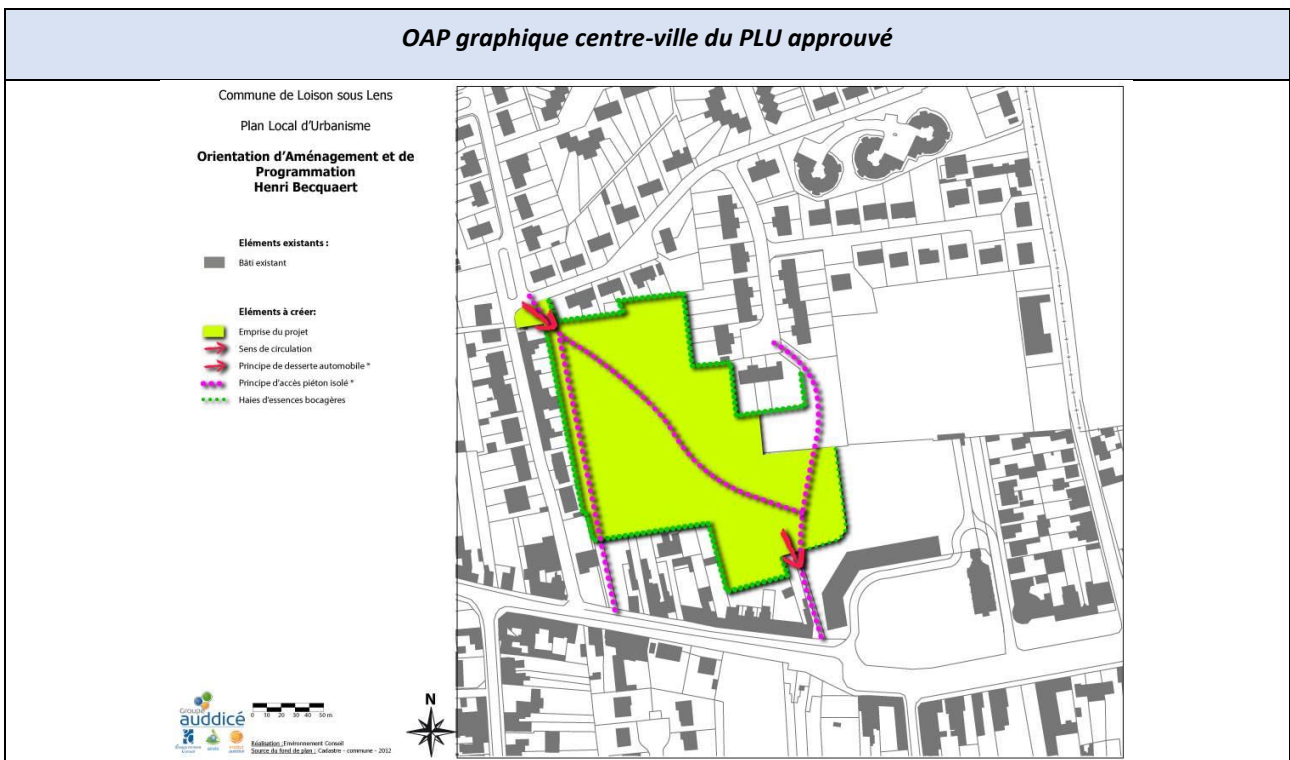 OAP graphique centre-ville du PLU approuvé
Commune de Loison sous Lens
Plan Local d'Urbanisme
Orientation d'Aménagement et de
Programmation
Henri Becquaert
Eléments existants :
Bâti existant
Eléments à créer:
Emprise du projet
Sens de circulation
Principe de desserte automobile *
Principe d'accès piéton isolé *
Haies d'essences bocagères
Groupe
auddicé
0 10 20 30 40 50 m
N
Réalisation : Environnement Conseil
Source du fond de plan : Cadastre - commune - 2012